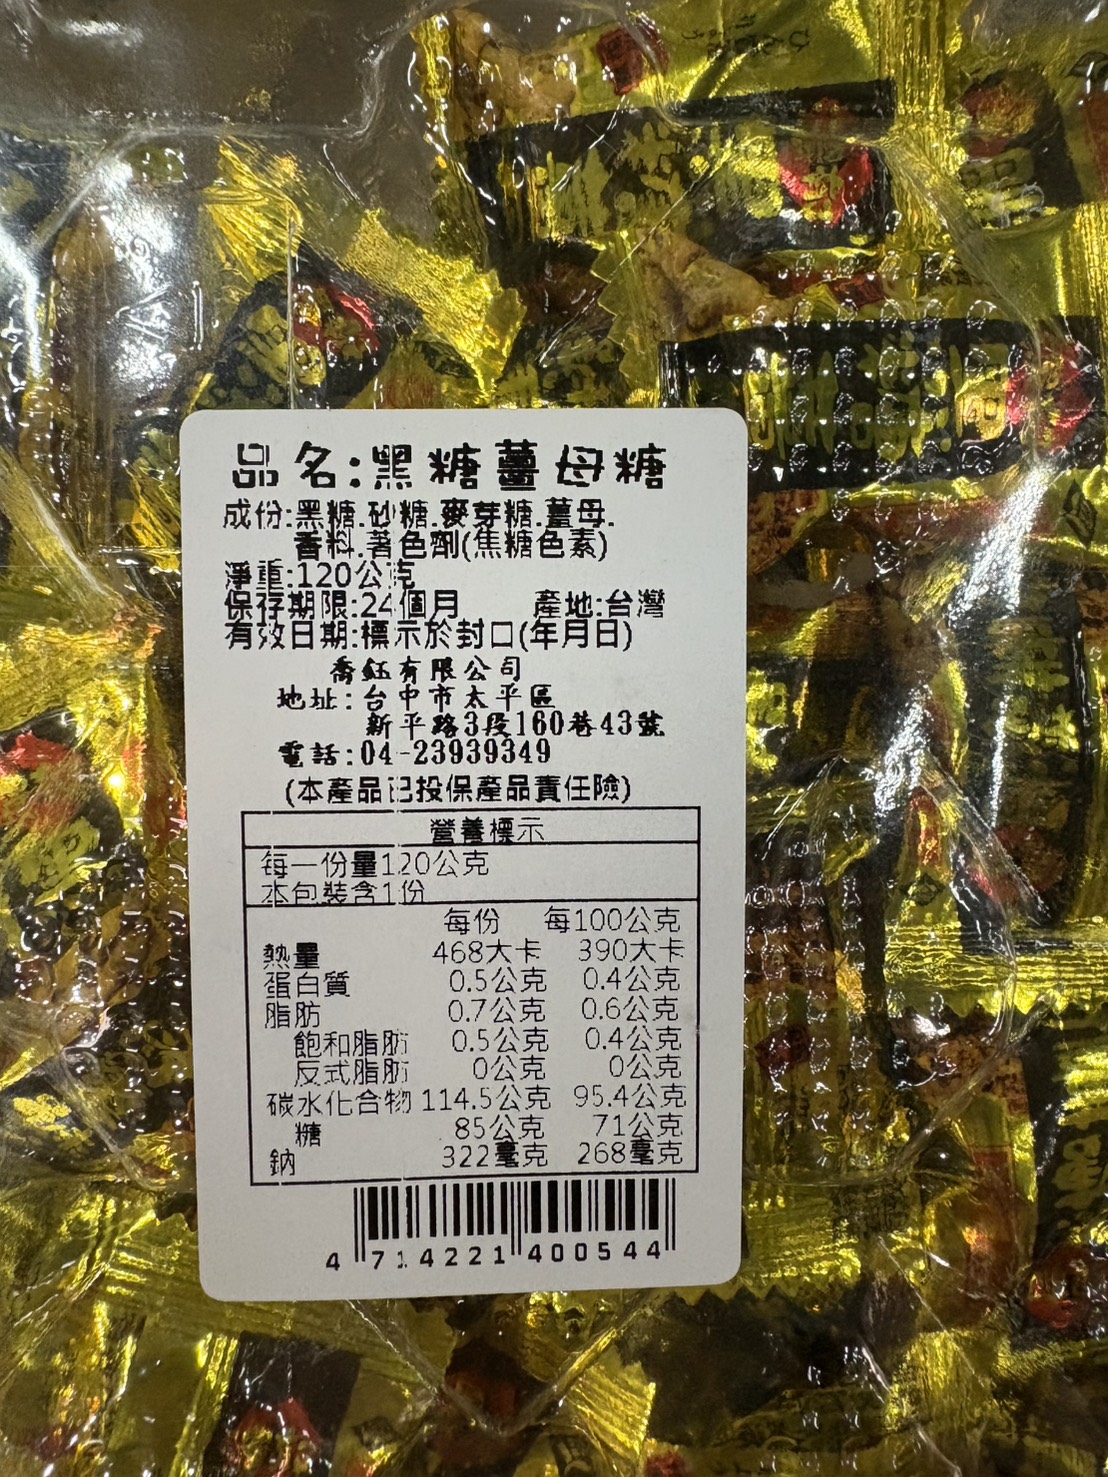 品名:黑糖薑母糖
成份:黑糖.砂糖.麥芽糖.薑母.
香料.著色劑(焦糖色素)
淨重:120公克
保存期限:24個月 產地:台灣
有效日期:標示於封口(年月日)
喬鈺有限公司
地址:台中市太平區
新平路3段160巷43號
電話:04-23939349
(本產品已投保產品責任險)
營養標示
每一份量120公克
本包裝含1份
每份 每100公克
熱量 468大卡 390大卡
蛋白質 0.5公克 0.4公克
脂肪 0.7公克 0.6公克
飽和脂肪 0.5公克 0.4公克
反式脂肪 0公克 0公克
碳水化合物 114.5公克 95.4公克
糖 85公克 71公克
鈉 322毫克 268毫克
4 714221 400544